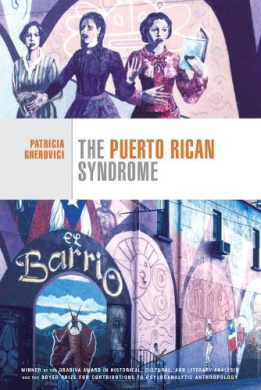 PATRICIA
GHEROVICI
THE PUERTO RICAN
SYNDROME
El
Barrio
WINNER OF THE GRADIVA AWARD IN HISTORICAL, CULTURAL, AND LITERARY ANALYSIS
AND THE BOYER PRIZE FOR CONTRIBUTIONS TO PSYCHOANALYTIC ANTHROPOLOGY